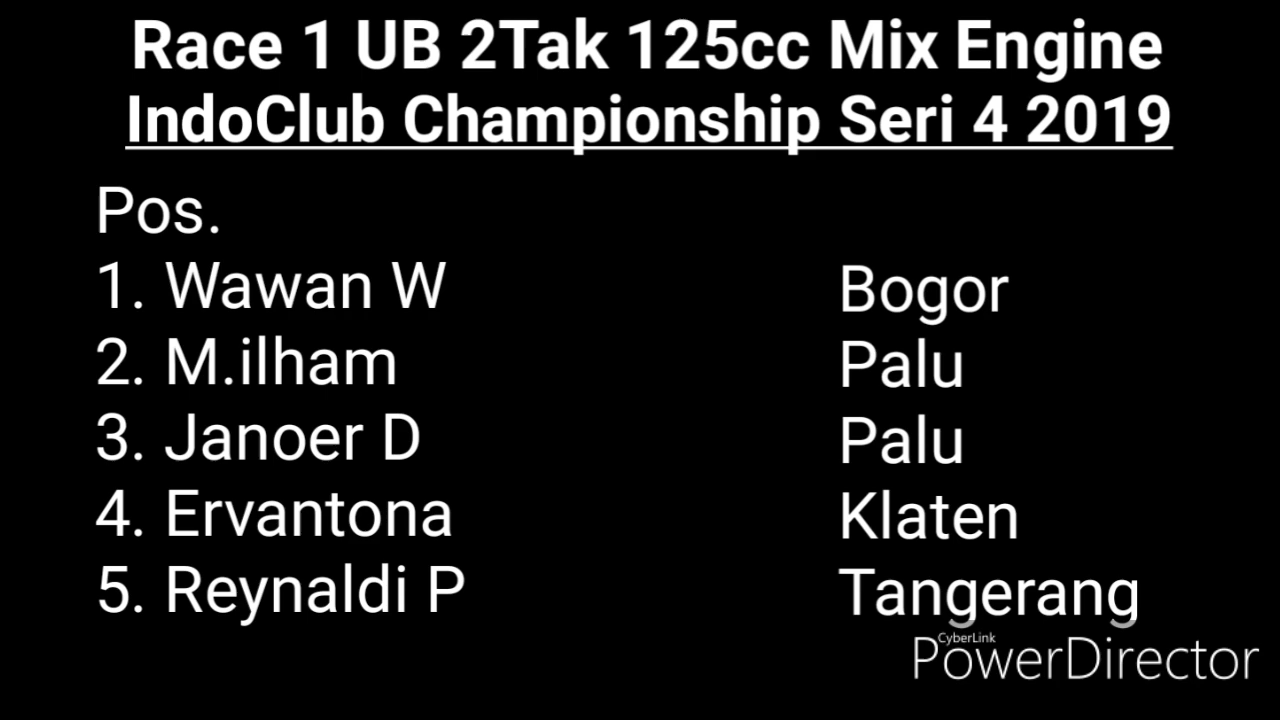 Race 1 UB 2Tak 125cc Mix Engine
IndoClub Championship Seri 4 2019
Pos.
1. Wawan W Bogor
2. M.ilham Palu
3. Janoer D Palu
4. Ervantona Klaten
5. Reynaldi P Tangerang
CyberLink
PowerDirector